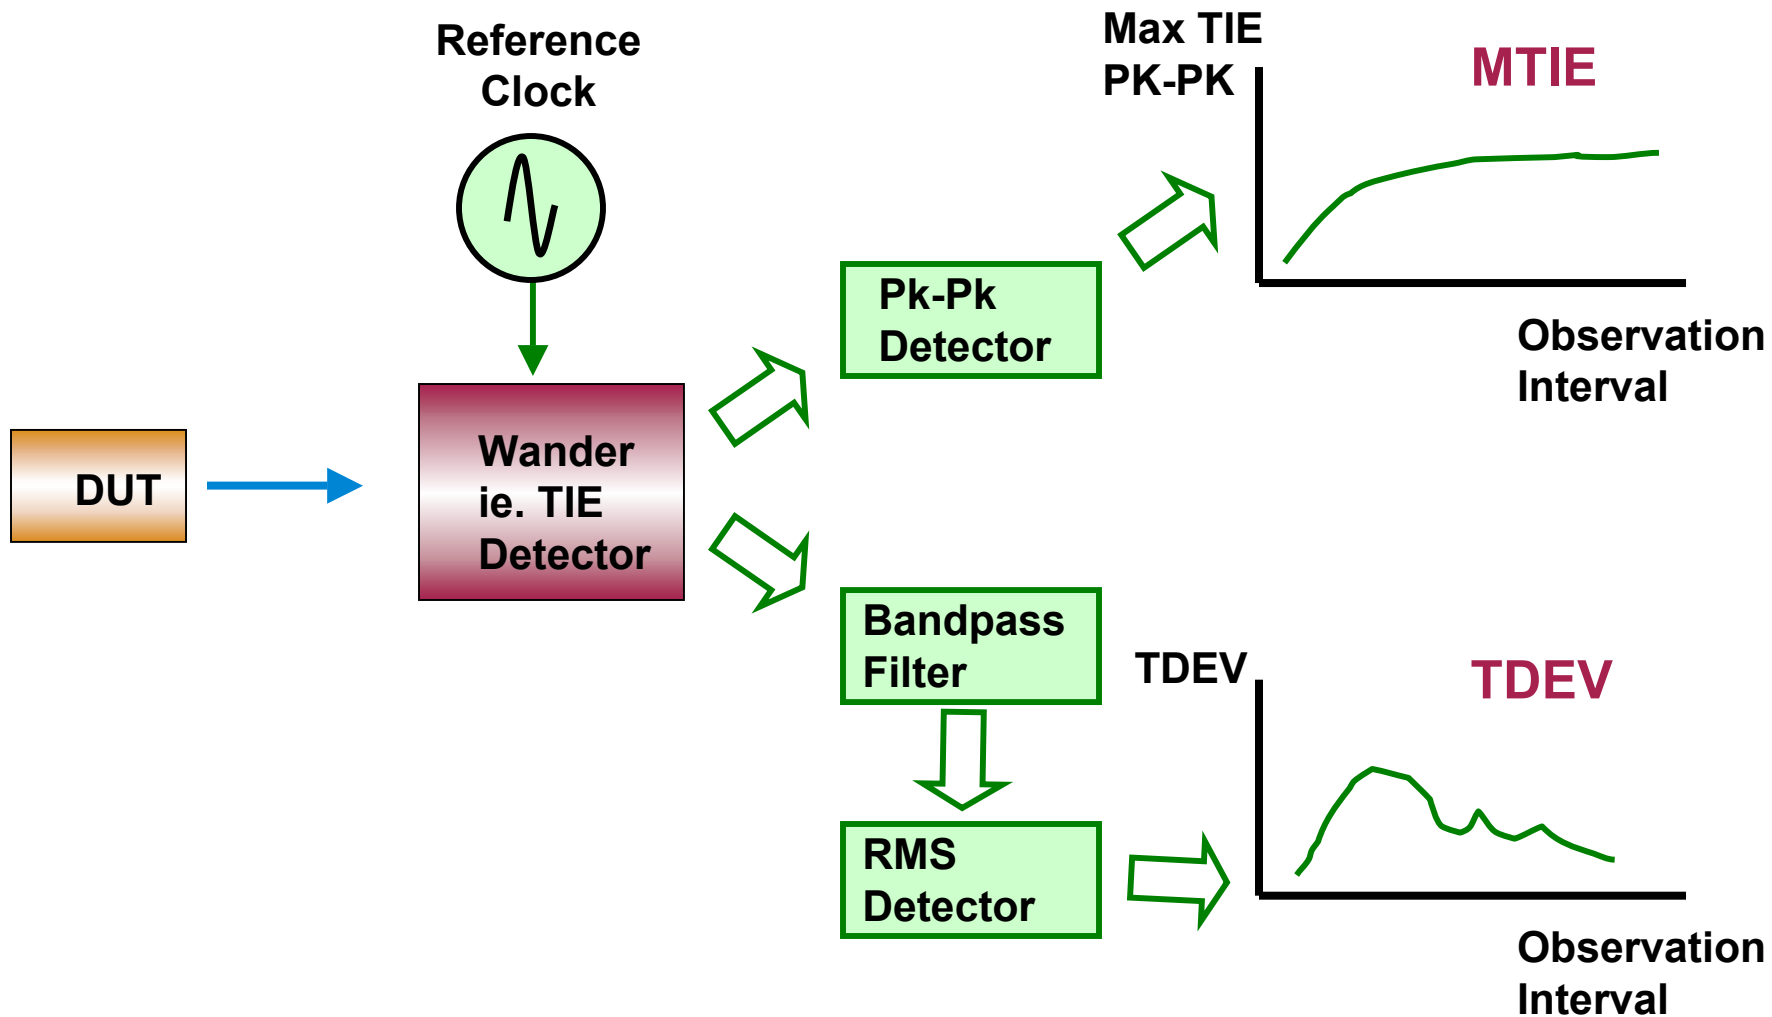 Reference
Clock
Max TIE
PK-PK
MTIE
Pk-Pk
Detector
Observation
Interval
DUT
Wander
ie. TIE
Detector
Bandpass
Filter
TDEV
TDEV
RMS
Detector
Observation
Interval